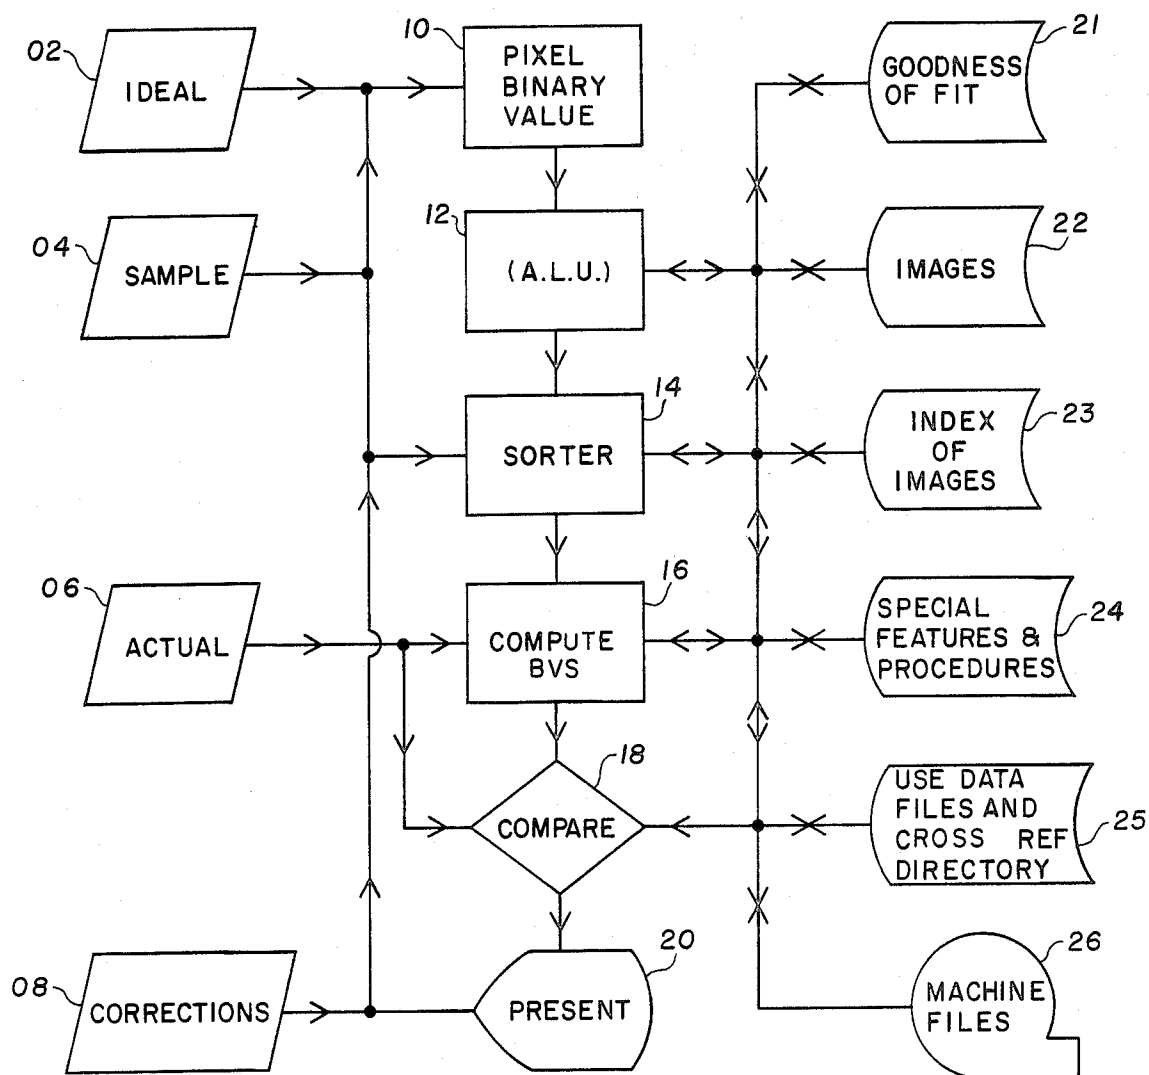 02
IDEAL
10
PIXEL
BINARY
VALUE
21
GOODNESS
OF FIT
04
SAMPLE
12
(A.L.U.)
22
IMAGES
14
SORTER
23
INDEX
OF
IMAGES
06
ACTUAL
16
COMPUTE
BVS
24
SPECIAL
FEATURES &
PROCEDURES
18
COMPARE
25
USE DATA
FILES AND
CROSS REF
DIRECTORY
08
CORRECTIONS
20
PRESENT
26
MACHINE
FILES